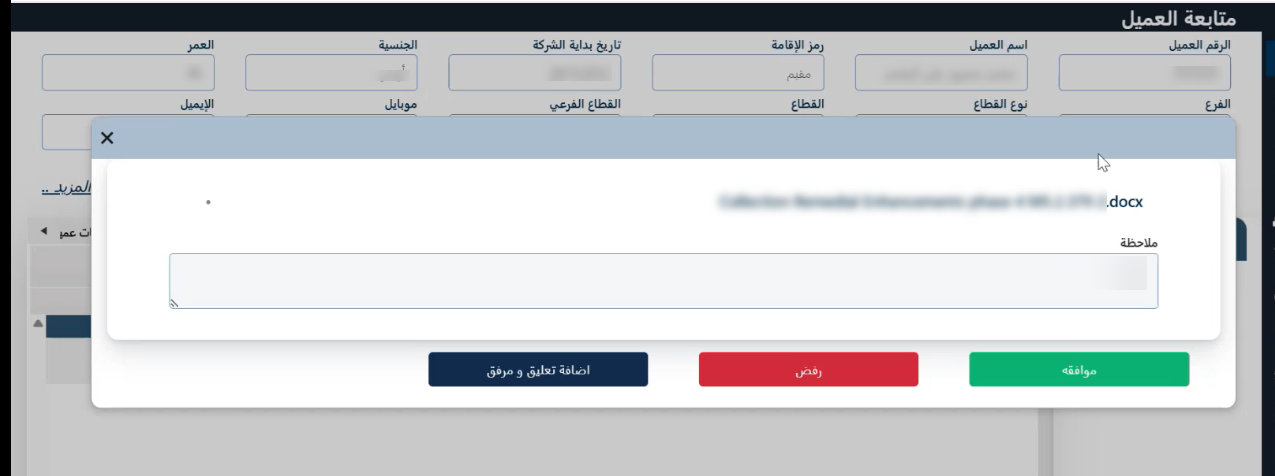 متابعة العميل
الرقم العميل اسم العميل رمز الإقامة تاريخ بداية الشركة الجنسية العمر
مقيم
الفرع نوع القطاع القطاع القطاع الفرعي موبايل الإيميل
المزيد ..
.docx
ملاحظة
موافقه رفض اضافة تعليق و مرفق